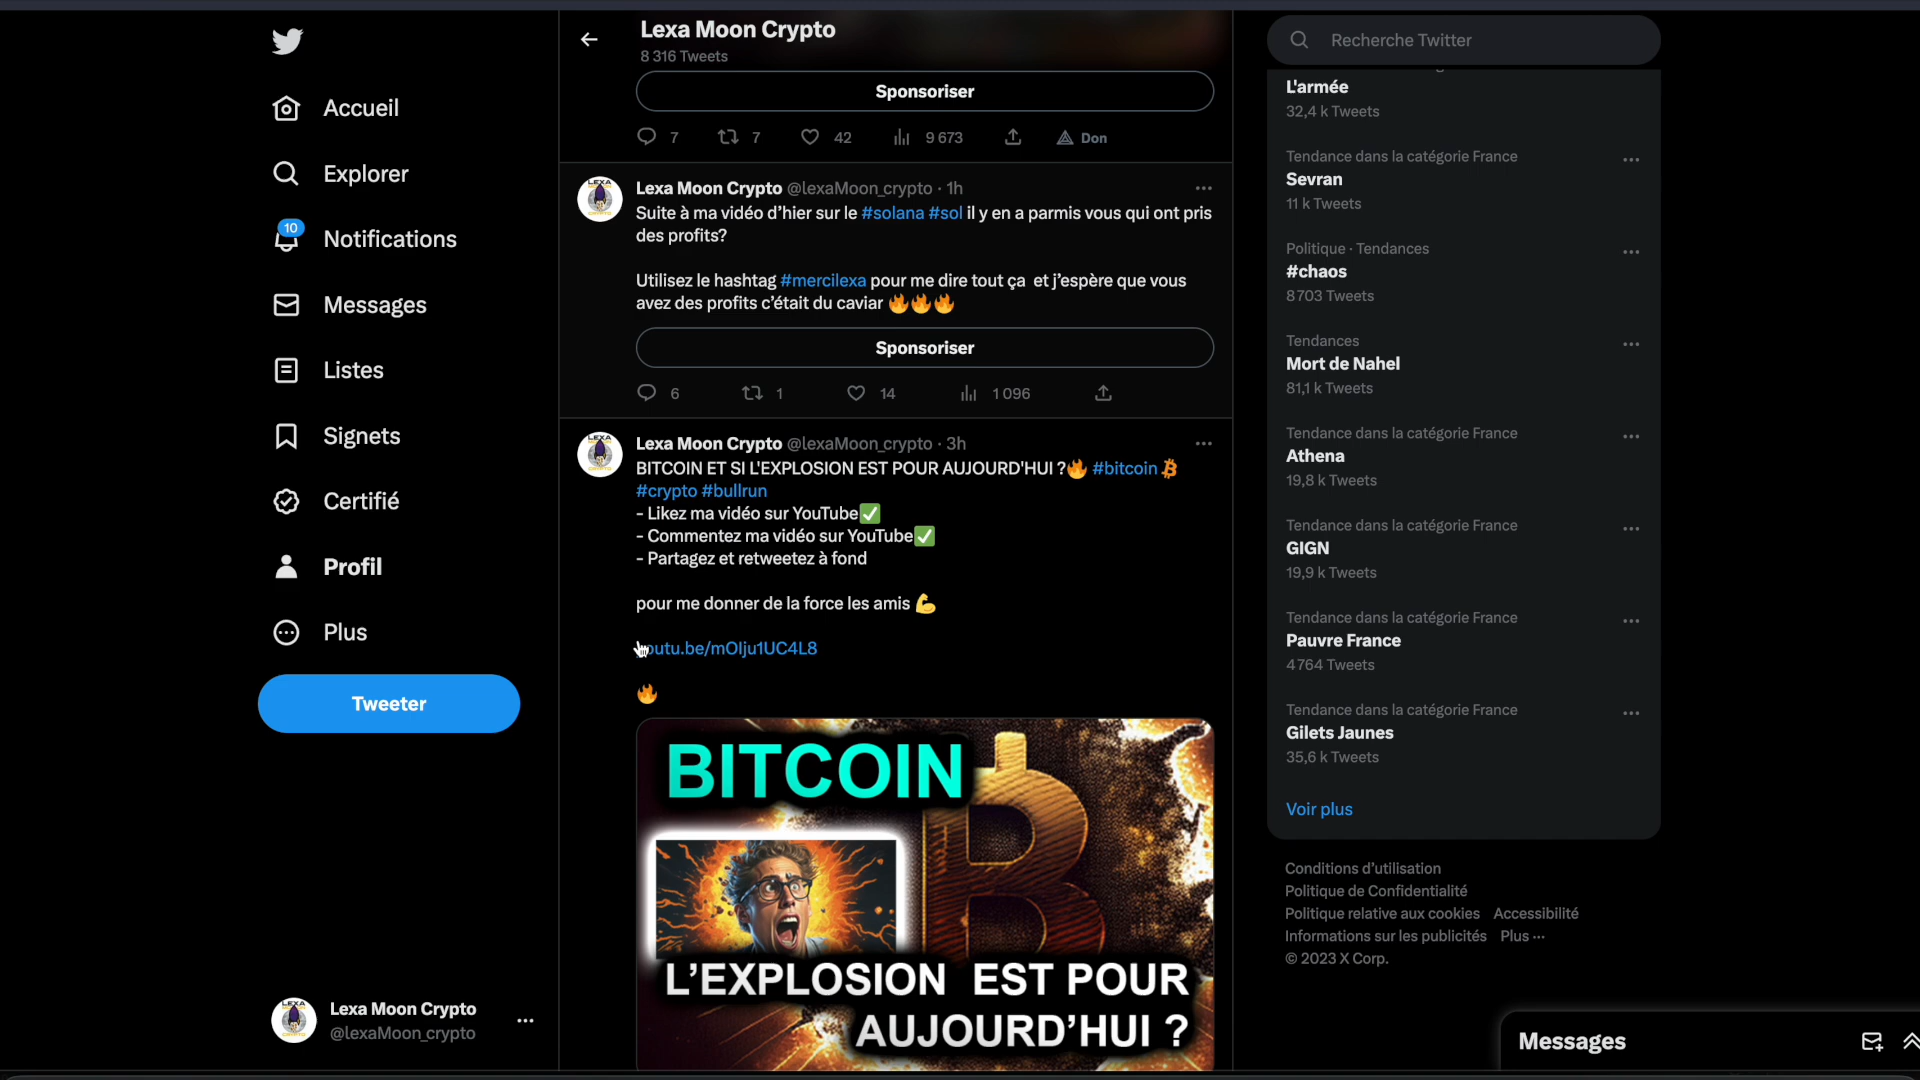 Accueil
Explorer
10
Notifications
Messages
Listes
Signets
Certifié
Profil
Plus
Tweeter
Lexa Moon Crypto
@lexaMoon_crypto
Lexa Moon Crypto
8 316 Tweets
Sponsoriser
7 7 42 9 673 Don
Lexa Moon Crypto @lexaMoon_crypto · 1h
Suite à ma vidéo d’hier sur le #solana #sol il y en a parmis vous qui ont pris
des profits?
Utilisez le hashtag #mercilexa pour me dire tout ça et j’espère que vous
avez des profits c’était du caviar 🔥🔥🔥
Sponsoriser
6 1 14 1 096
Lexa Moon Crypto @lexaMoon_crypto · 3h
BITCOIN ET SI L'EXPLOSION EST POUR AUJOURD'HUI ?🔥 #bitcoin
#crypto #bullrun
- Likez ma vidéo sur YouTube✅
- Commentez ma vidéo sur YouTube✅
- Partagez et retweetez à fond
pour me donner de la force les amis 💪
outu.be/mOIju1UC4L8
🔥
BITCOIN
L’EXPLOSION EST POUR
AUJOURD’HUI ?
Recherche Twitter
L'armée
32,4 k Tweets
Tendance dans la catégorie France
Sevran
11 k Tweets
Politique · Tendances
#chaos
8 703 Tweets
Tendances
Mort de Nahel
81,1 k Tweets
Tendance dans la catégorie France
Athena
19,8 k Tweets
Tendance dans la catégorie France
GIGN
19,9 k Tweets
Tendance dans la catégorie France
Pauvre France
4 764 Tweets
Tendance dans la catégorie France
Gilets Jaunes
35,6 k Tweets
Voir plus
Conditions d’utilisation
Politique de Confidentialité
Politique relative aux cookies Accessibilité
Informations sur les publicités Plus ···
© 2023 X Corp.
Messages